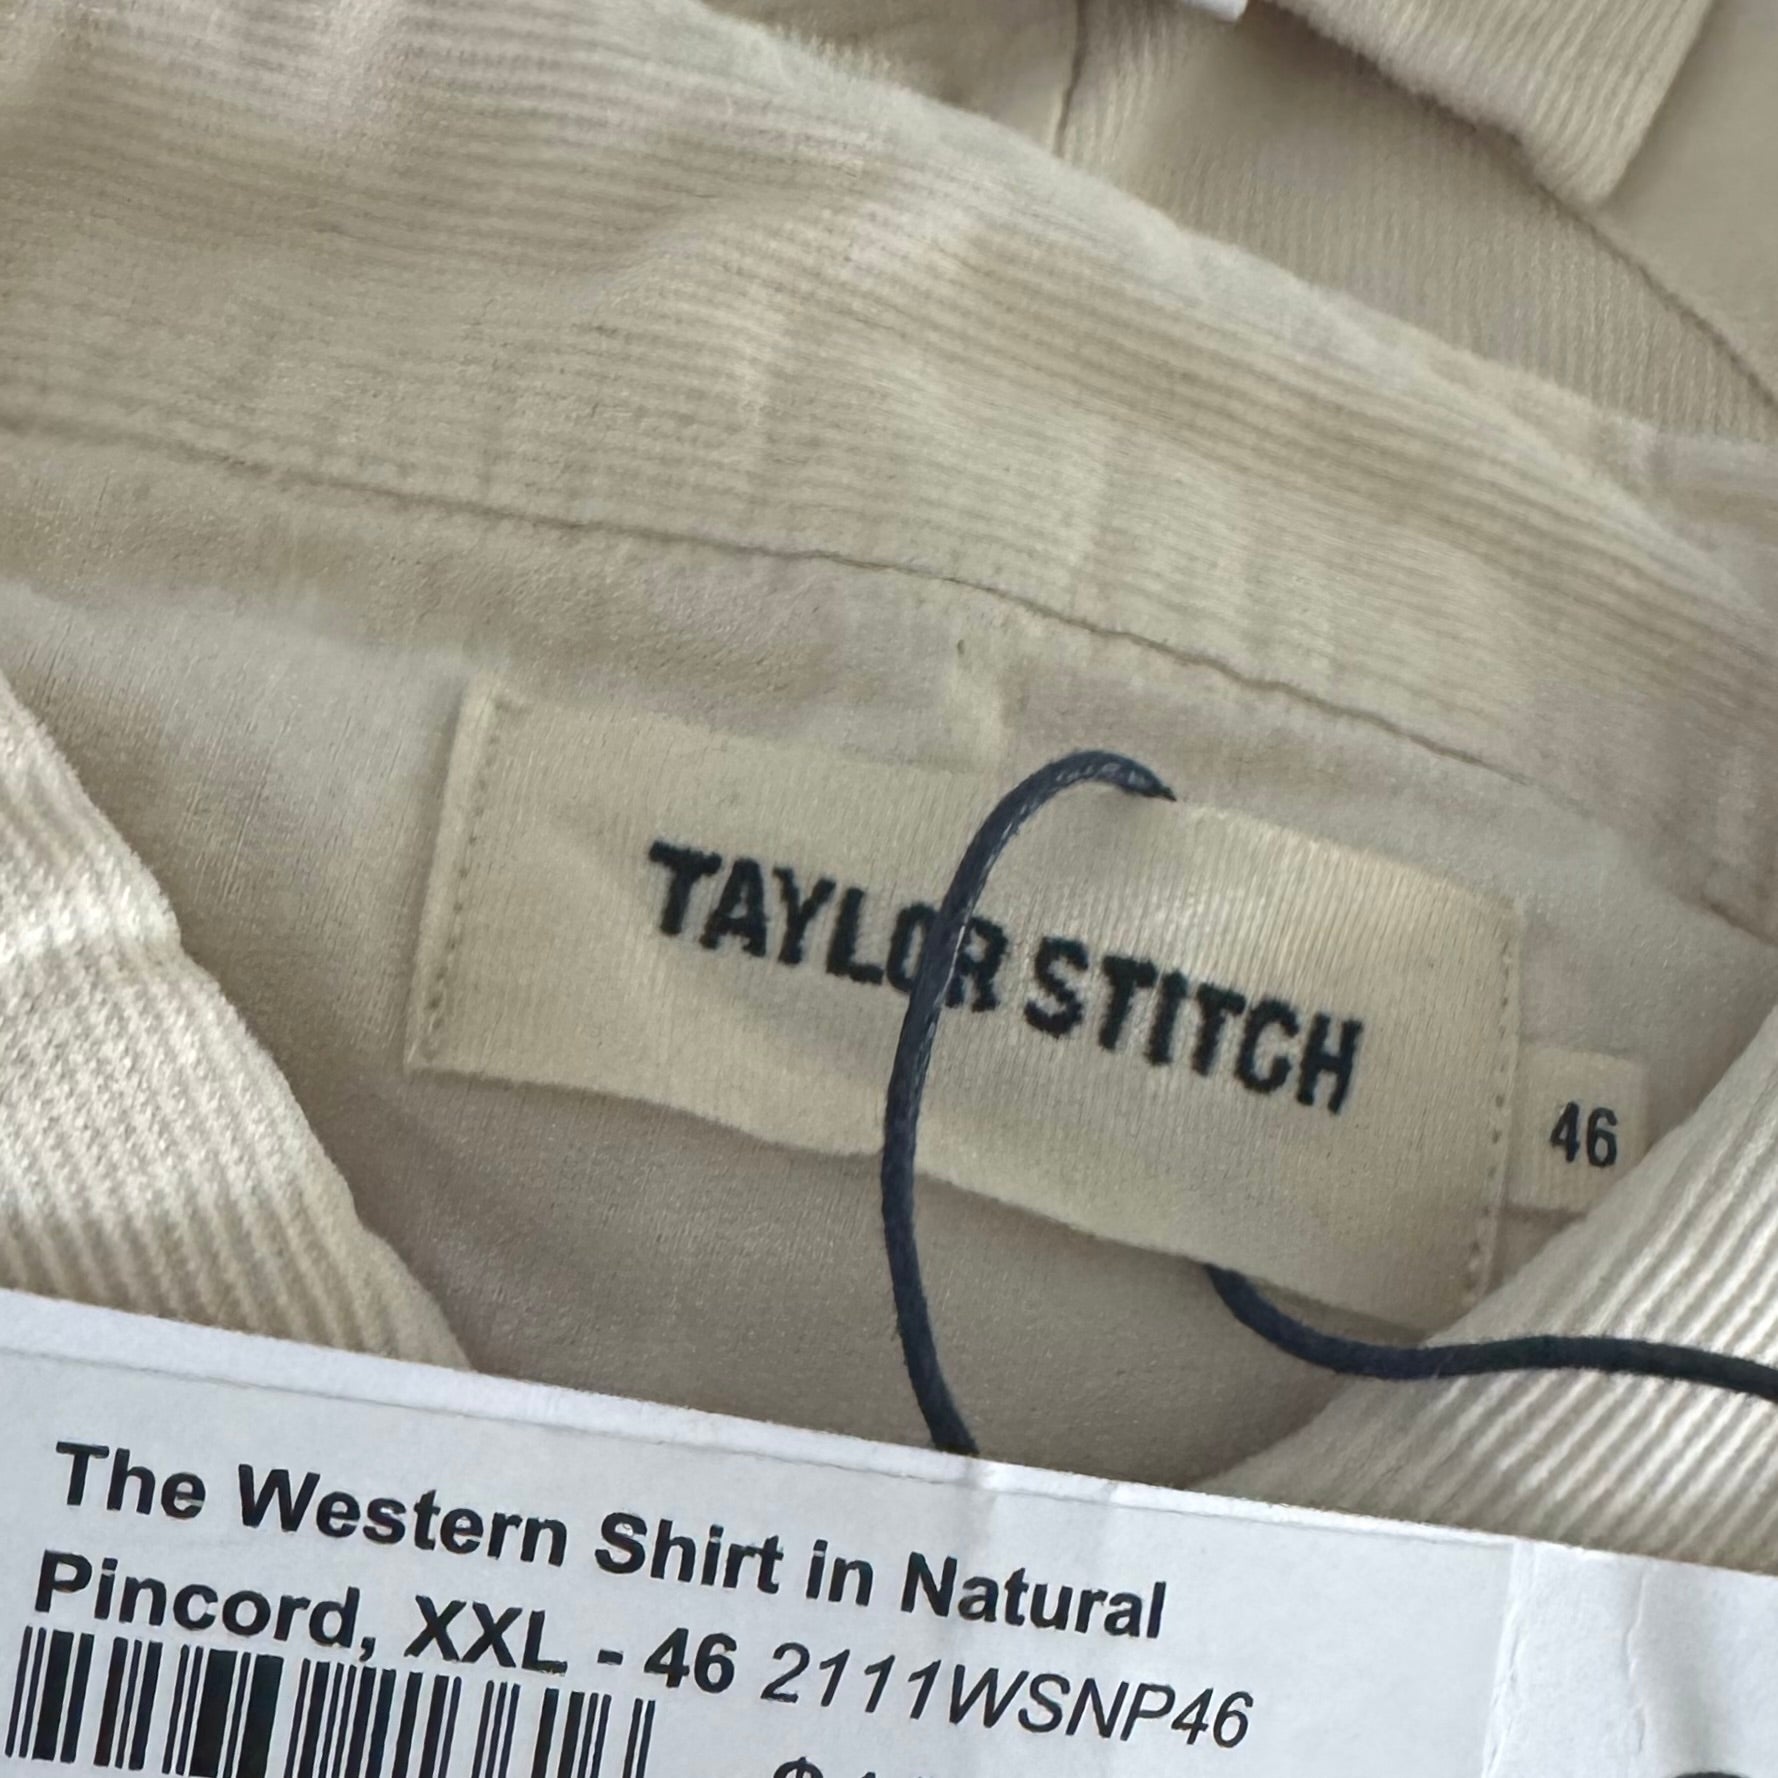 TAYLOR STITCH
46
The Western Shirt in Natural
Pincord, XXL - 46 2111WSNP46